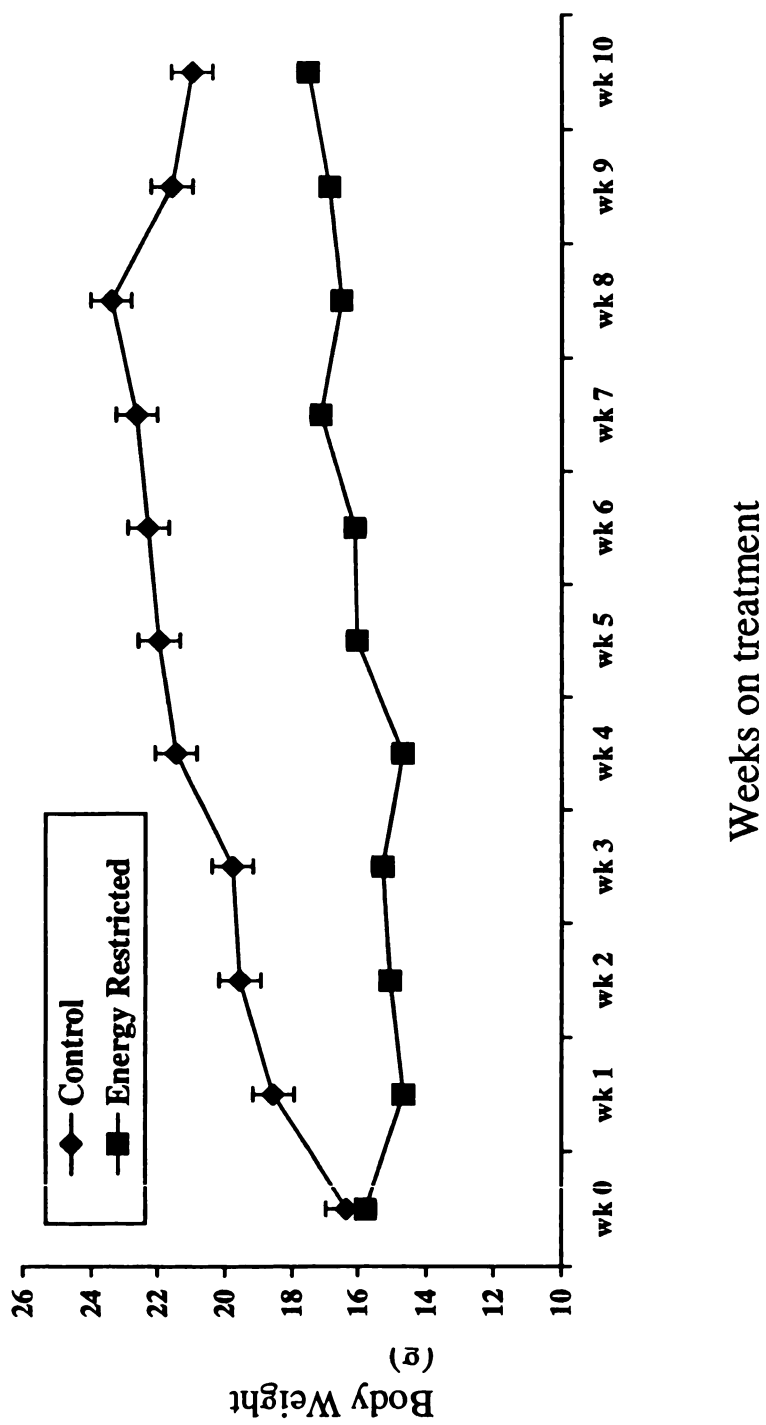 Control
Energy Restricted
Body Weight
(g)
26
24
22
20
18
16
14
12
10
wk 0
wk 1
wk 2
wk 3
wk 4
wk 5
wk 6
wk 7
wk 8
wk 9
wk 10
Weeks on treatment